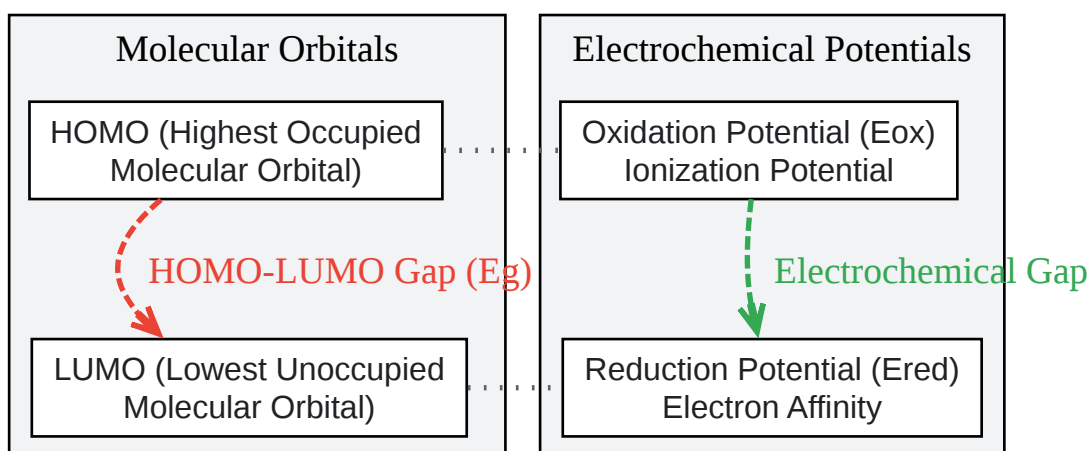 Molecular Orbitals
HOMO (Highest Occupied
Molecular Orbital)
HOMO-LUMO Gap (Eg)
LUMO (Lowest Unoccupied
Molecular Orbital)
Electrochemical Potentials
Oxidation Potential (Eox)
Ionization Potential
Electrochemical Gap
Reduction Potential (Ered)
Electron Affinity